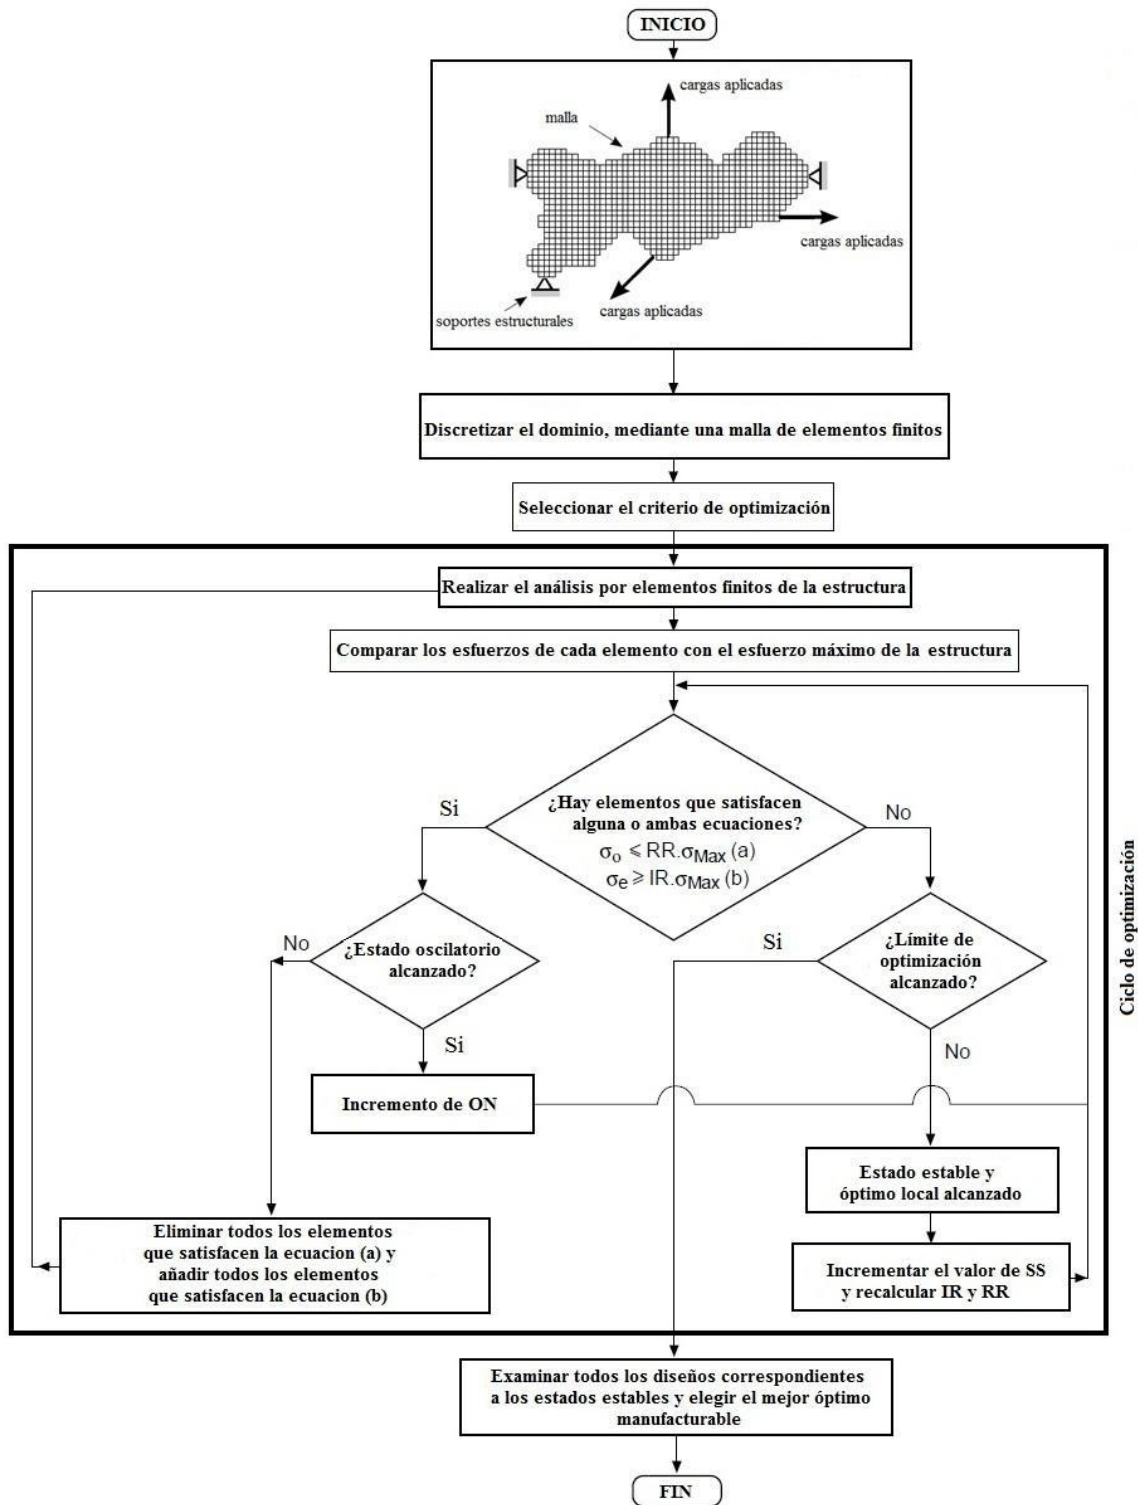 INICIO
cargas aplicadas
malla
cargas aplicadas
cargas aplicadas
soportes estructurales
Discretizar el dominio, mediante una malla de elementos finitos
Seleccionar el criterio de optimización
Realizar el análisis por elementos finitos de la estructura
Comparar los esfuerzos de cada elemento con el esfuerzo máximo de la estructura
Si
¿Hay elementos que satisfacen
alguna o ambas ecuaciones?
σo ⩽ RR.σMax (a)
σe ⩾ IR.σMax (b)
No
Ciclo de optimización
No
¿Estado oscilatorio
alcanzado?
Si
Si
¿Límite de
optimización
alcanzado?
No
Incremento de ON
Estado estable y
óptimo local alcanzado
Eliminar todos los elementos
que satisfacen la ecuacion (a) y
añadir todos los elementos
que satisfacen la ecuacion (b)
Incrementar el valor de SS
y recalcular IR y RR
Examinar todos los diseños correspondientes
a los estados estables y elegir el mejor óptimo
manufacturable
FIN